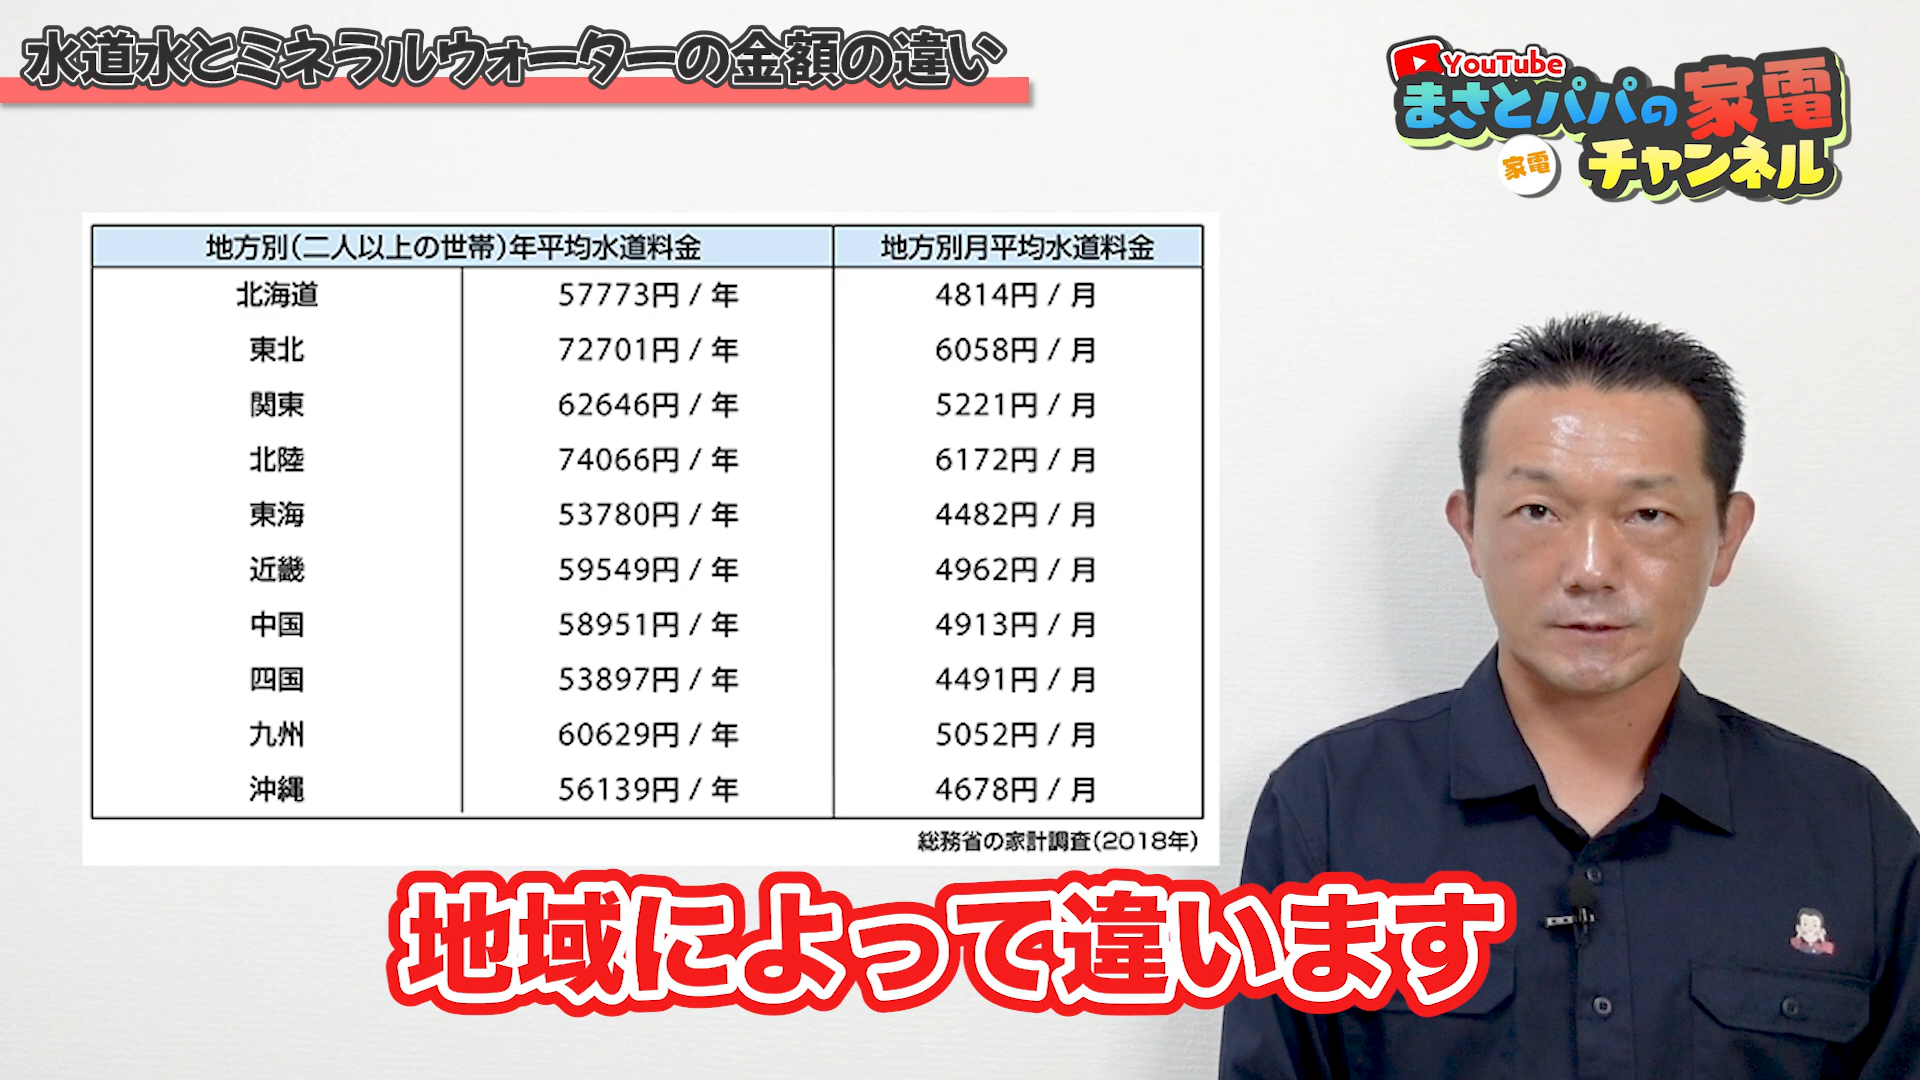 水道水とミネラルウォーターの金額の違い
YouTube
まさとパパの家電
家電
チャンネル
地方別(二人以上の世帯)年平均水道料金 地方別月平均水道料金
北海道 57773円 / 年 4814円 / 月
東北 72701円 / 年 6058円 / 月
関東 62646円 / 年 5221円 / 月
北陸 74066円 / 年 6172円 / 月
東海 53780円 / 年 4482円 / 月
近畿 59549円 / 年 4962円 / 月
中国 58951円 / 年 4913円 / 月
四国 53897円 / 年 4491円 / 月
九州 60629円 / 年 5052円 / 月
沖縄 56139円 / 年 4678円 / 月
総務省の家計調査(2018年)
地域によって違います